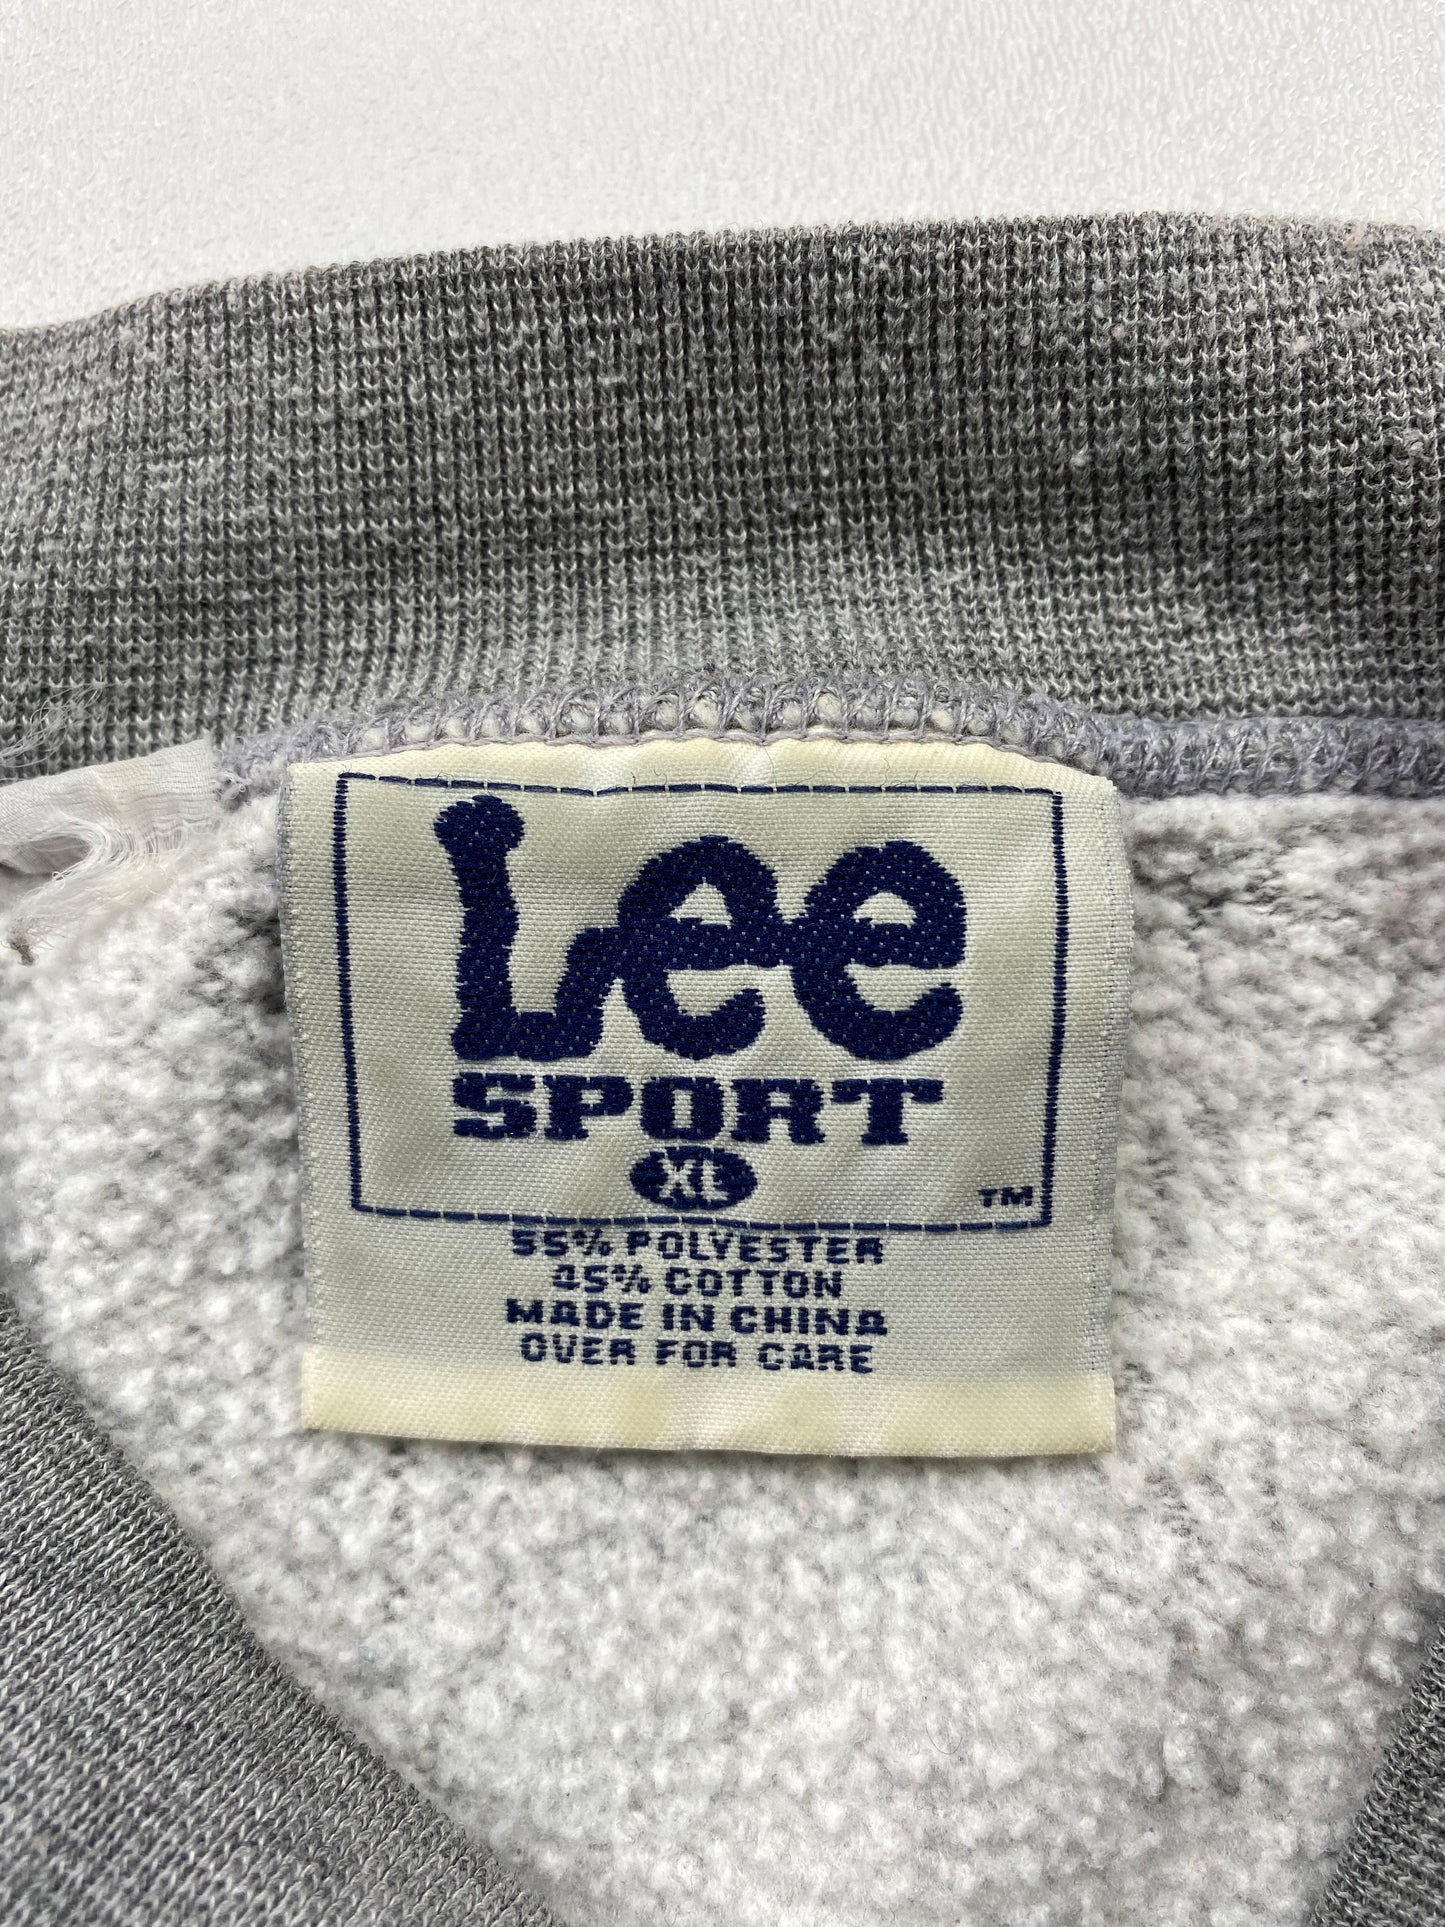 Lee
SPORT
XL
TM
55% POLYESTER
45% COTTON
MADE IN CHINA
OVER FOR CARE